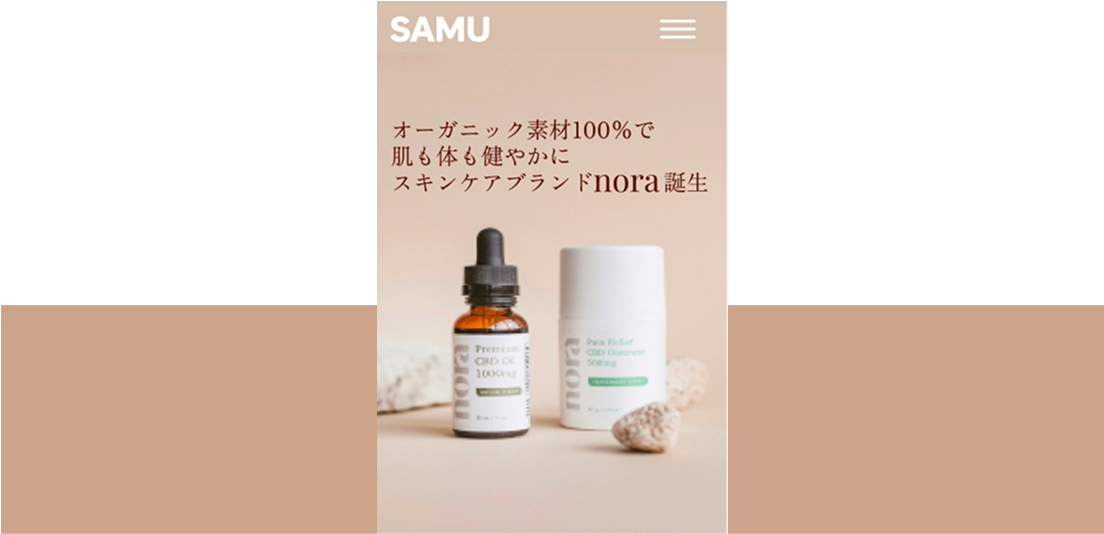 SAMU
オーガニック素材100%で
肌も体も健やかに
スキンケアブランドnora誕生
nora
Premium
CBD Oil
1000mg
nora
Pain Relief
CBD Ointment
500mg